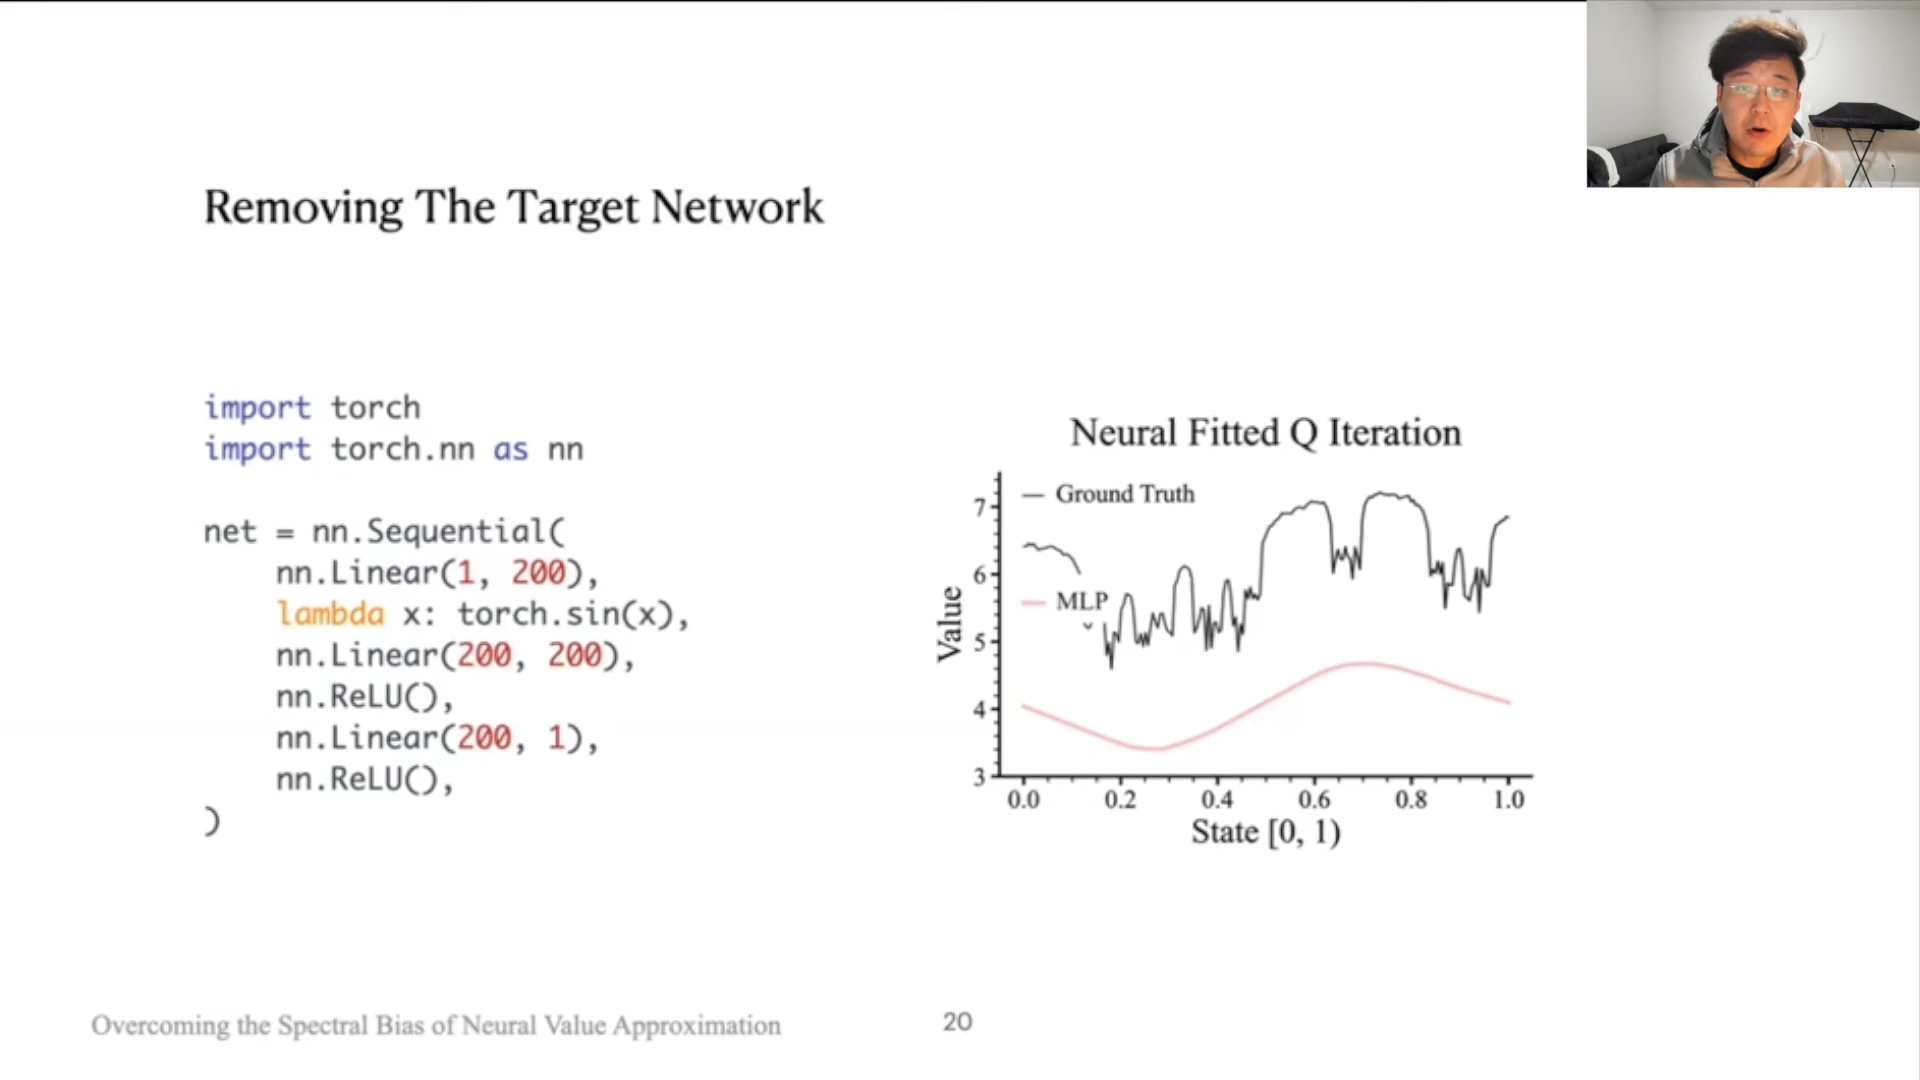 Removing The Target Network
import torch
import torch.nn as nn
net = nn.Sequential(
nn.Linear(1, 200),
lambda x: torch.sin(x),
nn.Linear(200, 200),
nn.ReLU(),
nn.Linear(200, 1),
nn.ReLU(),
)
Neural Fitted Q Iteration
Ground Truth
MLP
Value
7
6
5
4
3
0.0 0.2 0.4 0.6 0.8 1.0
State [0, 1)
Overcoming the Spectral Bias of Neural Value Approximation
20